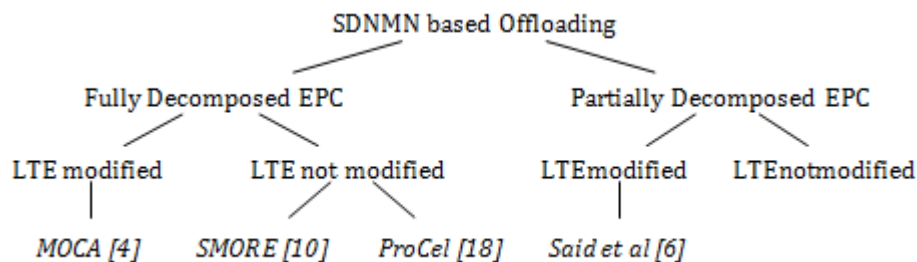 SDNMN based Offloading
Fully Decomposed EPC Partially Decomposed EPC
LTE modified LTE not modified LTEmodified LTEnotmodified
MOCA [4] SMORE [10] ProCel [18] Said et al [6]